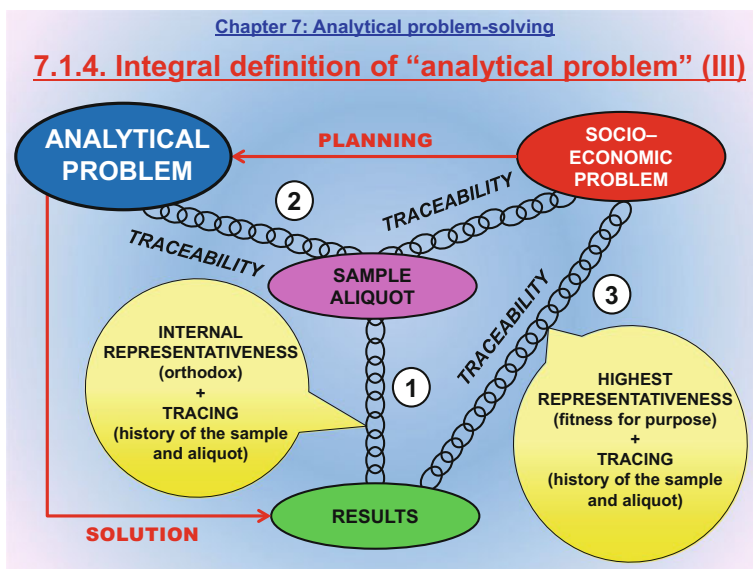 Chapter 7: Analytical problem-solving
7.1.4. Integral definition of “analytical problem” (III)
ANALYTICAL
PROBLEM
PLANNING
SOCIO–
ECONOMIC
PROBLEM
2
TRACEABILITY
TRACEABILITY
SAMPLE
ALIQUOT
TRACEABILITY
3
INTERNAL
REPRESENTATIVENESS
(orthodox)
+
TRACING
(history of the sample
and aliquot)
1
HIGHEST
REPRESENTATIVENESS
(fitness for purpose)
+
TRACING
(history of the sample
and aliquot)
RESULTS
SOLUTION